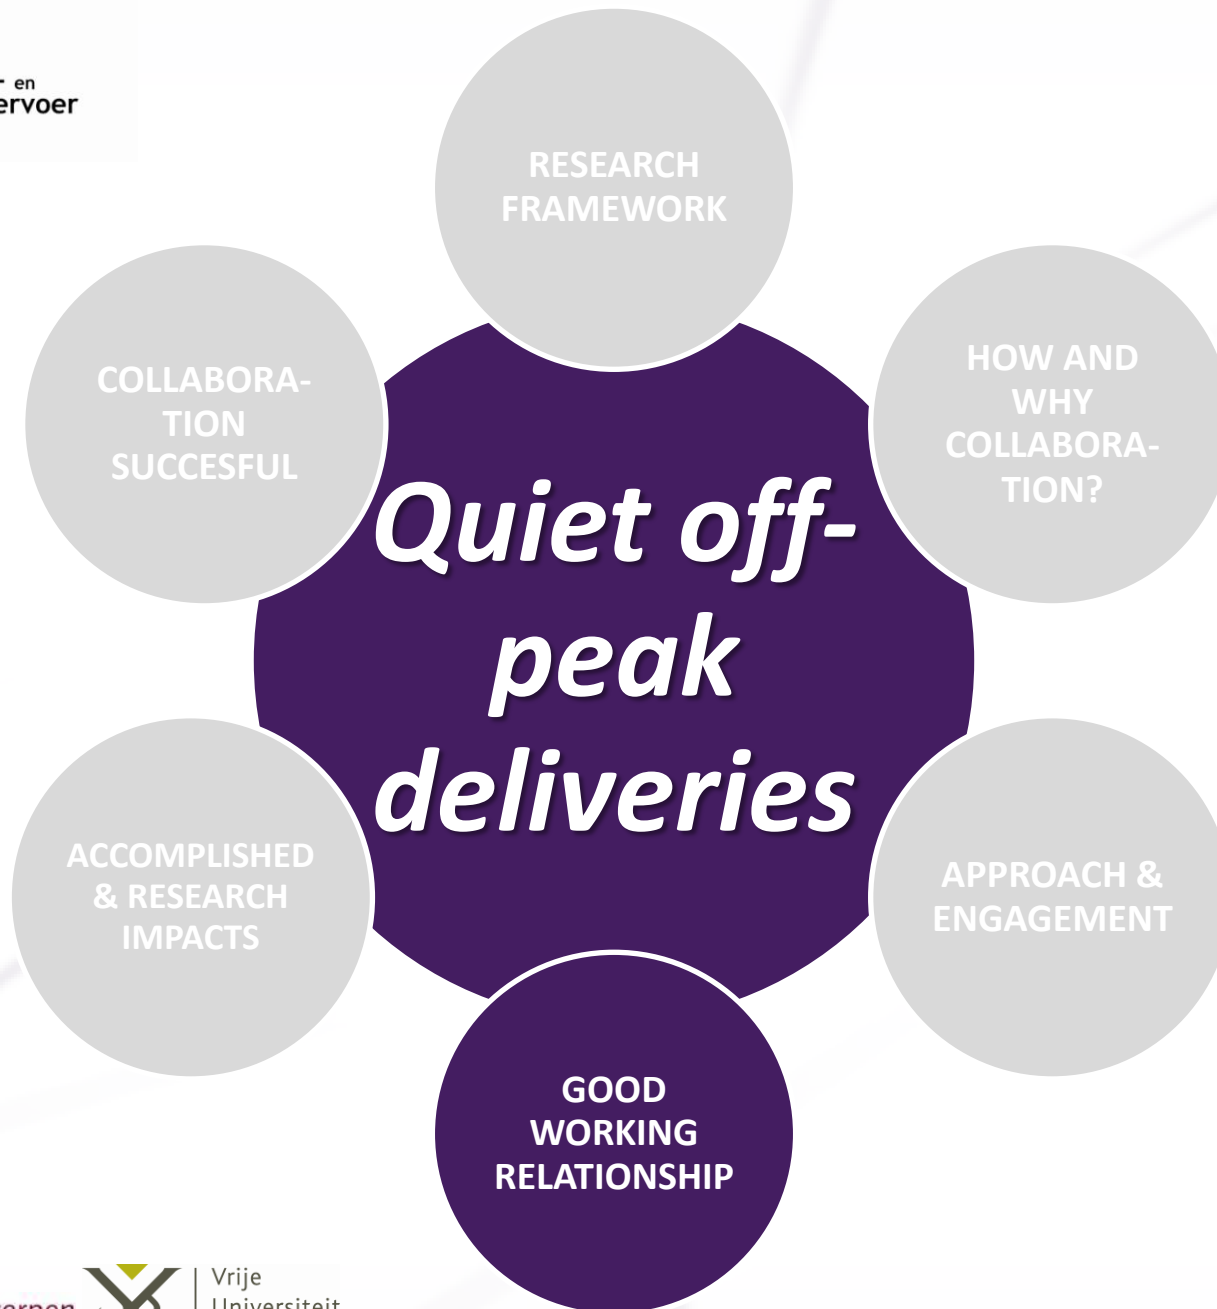 en
RESEARCH
FRAMEWORK
HOW AND
WHY
COLLABORA-
TION?
COLLABORA-
TION
SUCCESFUL
Quiet off-
peak
deliveries
ACCOMPLISHED
& RESEARCH
IMPACTS
APPROACH &
ENGAGEMENT
GOOD
WORKING
RELATIONSHIP
Vrije
Universiteit